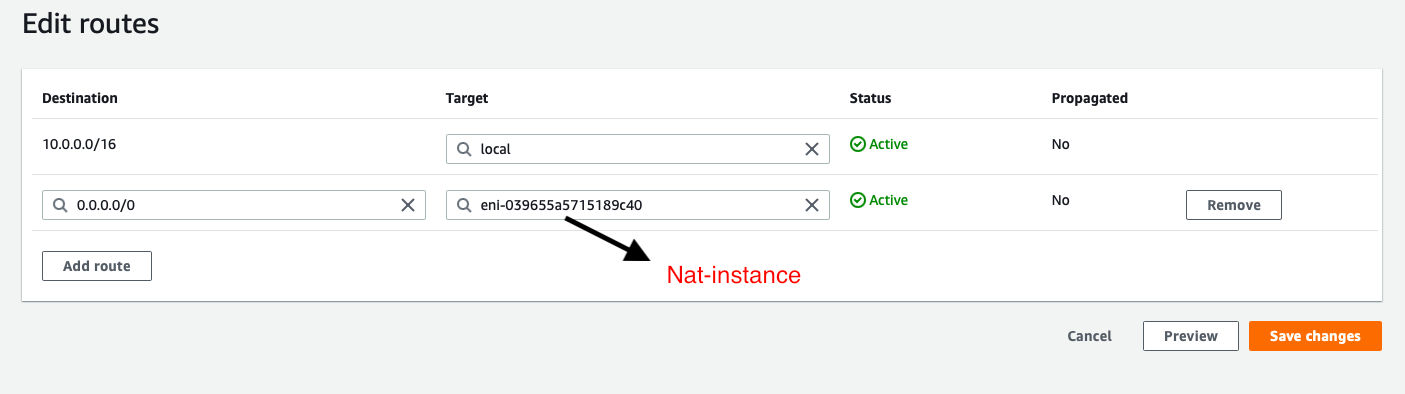 Edit routes
Destination Target Status Propagated
10.0.0.0/16 local Active No
0.0.0.0/0 eni-039655a5715189c40 Active No Remove
Add route
Nat-instance
Cancel Preview Save changes